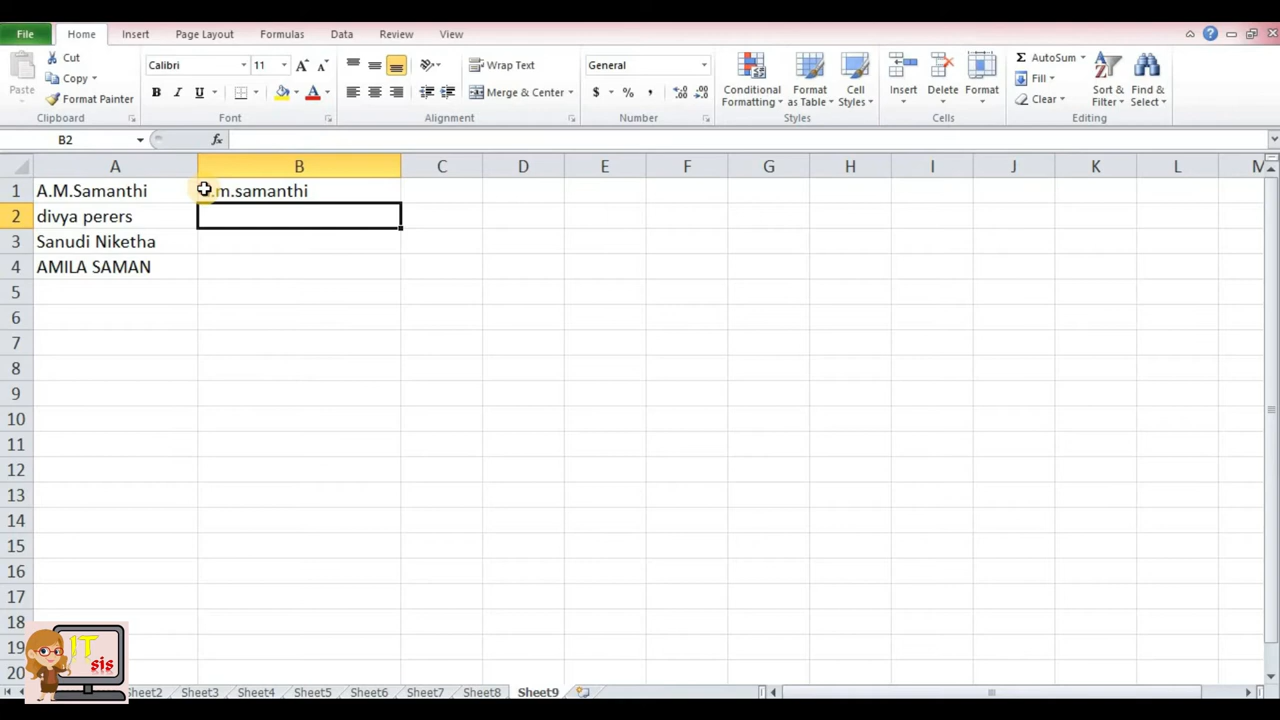 File Home Insert Page Layout Formulas Data Review View
Cut
Copy
Format Painter
Paste
Calibri 11
B I U
Wrap Text
Merge & Center
General
$ % ,
Conditional Formatting
Format as Table
Cell Styles
Insert
Delete
Format
AutoSum
Fill
Clear
Sort & Filter
Find & Select
Clipboard Font Alignment Number Styles Cells Editing
B2 fx
A B C D E F G H I J K L M
1 A.M.Samanthi .m.samanthi
2 divya perers
3 Sanudi Niketha
4 AMILA SAMAN
5
6
7
8
9
10
11
12
13
14
15
16
17
18
19
20
IT
sis
Sheet3 Sheet4 Sheet5 Sheet6 Sheet7 Sheet8 Sheet9